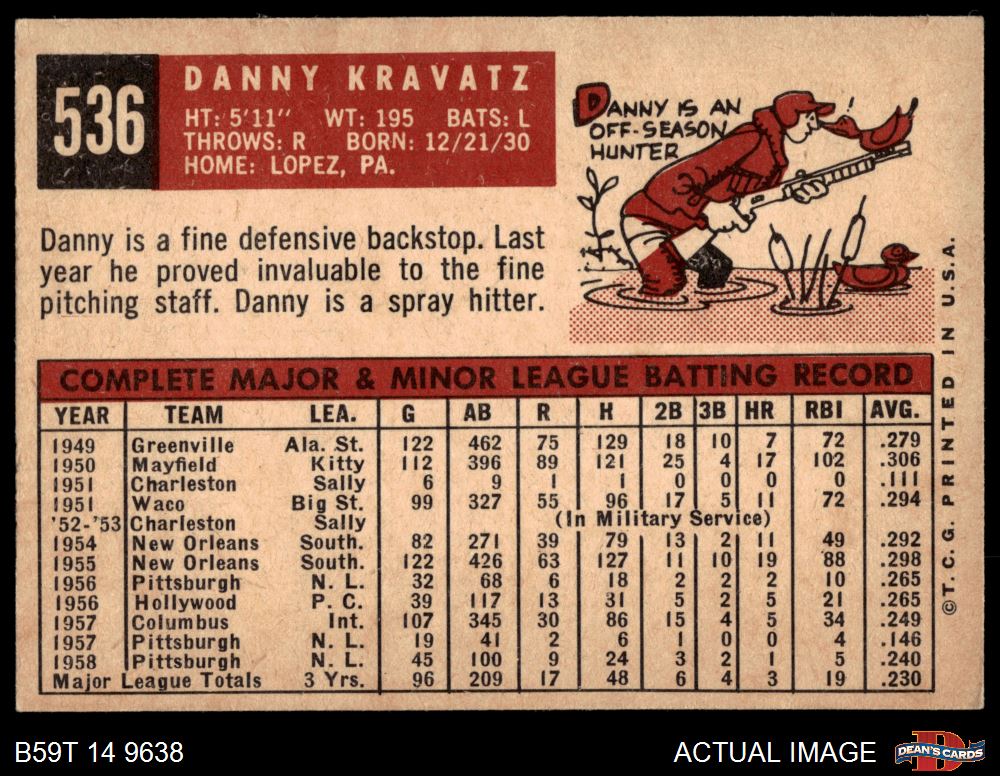 536
DANNY KRAVATZ
HT: 5'11" WT: 195 BATS: L
THROWS: R BORN: 12/21/30
HOME: LOPEZ, PA.
DANNY IS AN
OFF-SEASON
HUNTER
Danny is a fine defensive backstop. Last
year he proved invaluable to the fine
pitching staff. Danny is a spray hitter.
COMPLETE MAJOR & MINOR LEAGUE BATTING RECORD
YEAR TEAM LEA. G AB R H 2B 3B HR RBI AVG.
1949 Greenville Ala. St. 122 462 75 129 18 10 7 72 .279
1950 Mayfield Kitty 112 396 89 121 25 4 17 102 .306
1951 Charleston Sally 6 9 1 1 0 0 0 0 .111
1951 Waco Big St. 99 327 55 96 17 5 11 72 .294
'52-'53 Charleston Sally (In Military Service)
1954 New Orleans South. 82 271 39 79 13 2 11 49 .292
1955 New Orleans South. 122 426 63 127 11 10 19 88 .298
1956 Pittsburgh N. L. 32 68 6 18 2 2 2 10 .265
1956 Hollywood P. C. 39 117 13 31 5 2 5 21 .265
1957 Columbus Int. 107 345 30 86 15 4 5 34 .249
1957 Pittsburgh N. L. 19 41 2 6 1 0 0 4 .146
1958 Pittsburgh N. L. 45 100 9 24 3 2 1 5 .240
Major League Totals 3 Yrs. 96 209 17 48 6 4 3 19 .230
©T. C. G. PRINTED IN U.S.A.
B59T 14 9638
ACTUAL IMAGE
DEAN'S CARDS